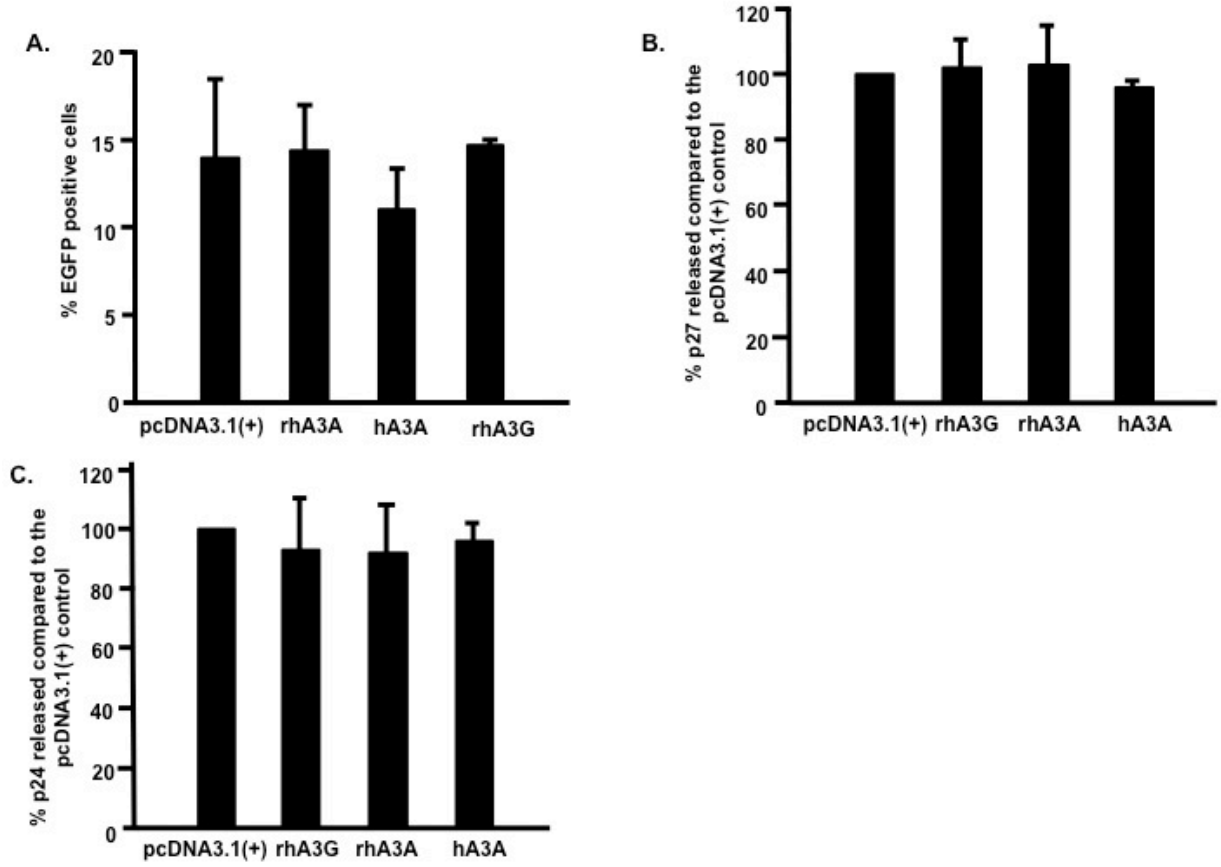 A.
% EGFP positive cells
20
15
10
5
0
pcDNA3.1(+) rhA3A hA3A rhA3G
B.
% p27 released compared to the
pcDNA3.1(+) control
120
100
80
60
40
20
0
pcDNA3.1(+) rhA3G rhA3A hA3A
C.
% p24 released compared to the
pcDNA3.1(+) control
120
100
80
60
40
20
0
pcDNA3.1(+) rhA3G rhA3A hA3A